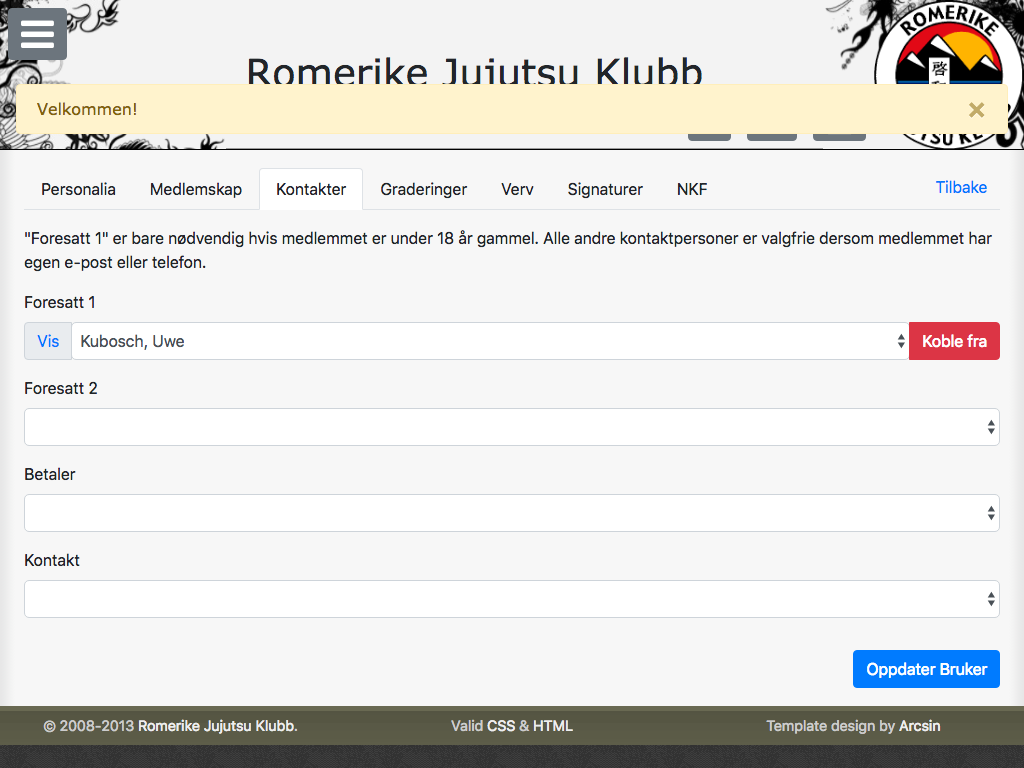 Romerike Jujutsu Klubb
ROMERIKE
Velkommen!
×
Personalia Medlemskap Kontakter Graderinger Verv Signaturer NKF Tilbake
"Foresatt 1" er bare nødvendig hvis medlemmet er under 18 år gammel. Alle andre kontaktpersoner er valgfrie dersom medlemmet har
egen e-post eller telefon.
Foresatt 1
Vis Kubosch, Uwe Koble fra
Foresatt 2
Betaler
Kontakt
Oppdater Bruker
© 2008-2013 Romerike Jujutsu Klubb. Valid CSS & HTML Template design by Arcsin